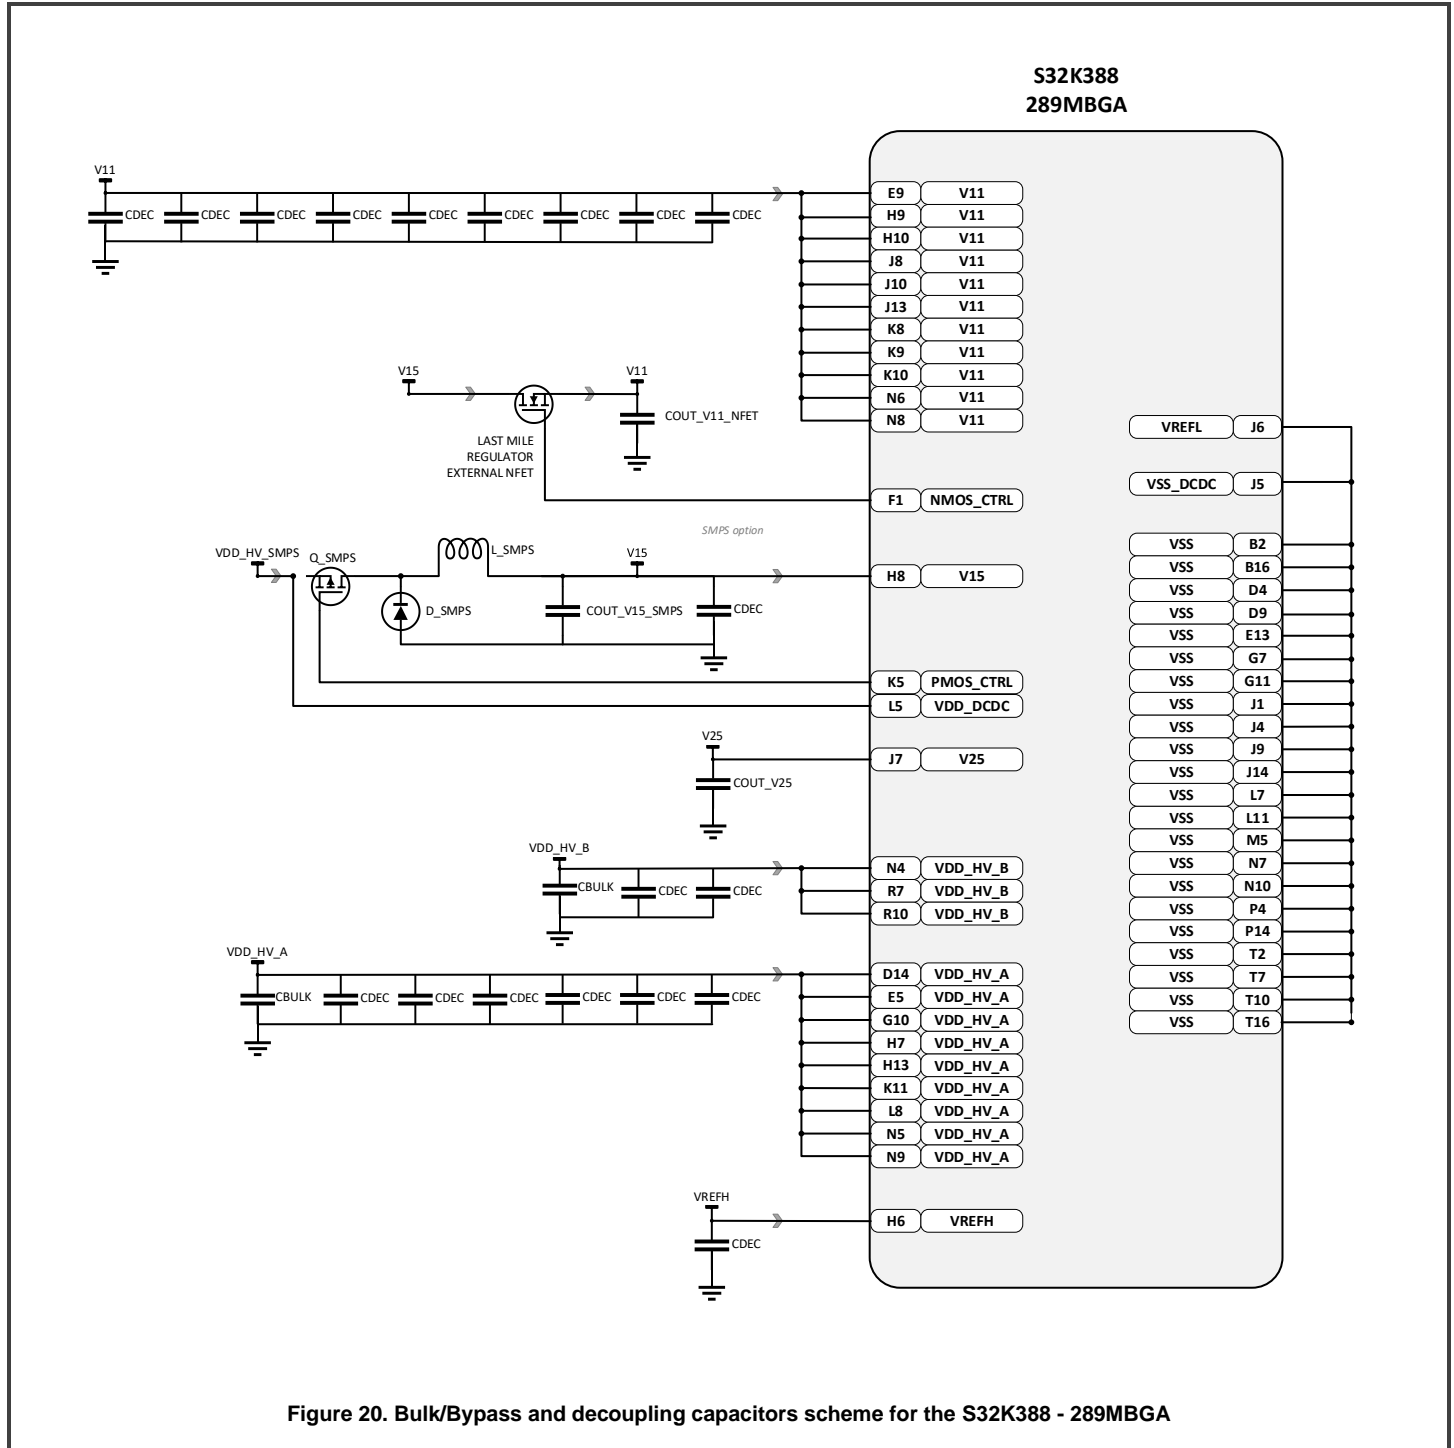 S32K388
289MBGA
V11
CDEC CDEC CDEC CDEC CDEC CDEC CDEC CDEC CDEC
E9 V11
H9 V11
H10 V11
J8 V11
J10 V11
J13 V11
K8 V11
K9 V11
K10 V11
N6 V11
N8 V11
V15
V11
COUT_V11_NFET
LAST MILE
REGULATOR
EXTERNAL NFET
F1 NMOS_CTRL
SMPS option
VDD_HV_SMPS
Q_SMPS
L_SMPS
V15
D_SMPS
COUT_V15_SMPS
CDEC
H8 V15
K5 PMOS_CTRL
L5 VDD_DCDC
V25
COUT_V25
J7 V25
VDD_HV_B
CBULK CDEC CDEC
N4 VDD_HV_B
R7 VDD_HV_B
R10 VDD_HV_B
VDD_HV_A
CBULK CDEC CDEC CDEC CDEC CDEC CDEC
D14 VDD_HV_A
E5 VDD_HV_A
G10 VDD_HV_A
H7 VDD_HV_A
H13 VDD_HV_A
K11 VDD_HV_A
L8 VDD_HV_A
N5 VDD_HV_A
N9 VDD_HV_A
VREFH
CDEC
H6 VREFH
VREFL J6
VSS_DCDC J5
VSS B2
VSS B16
VSS D4
VSS D9
VSS E13
VSS G7
VSS G11
VSS J1
VSS J4
VSS J9
VSS J14
VSS L7
VSS L11
VSS M5
VSS N7
VSS N10
VSS P4
VSS P14
VSS T2
VSS T7
VSS T10
VSS T16
Figure 20. Bulk/Bypass and decoupling capacitors scheme for the S32K388 - 289MBGA